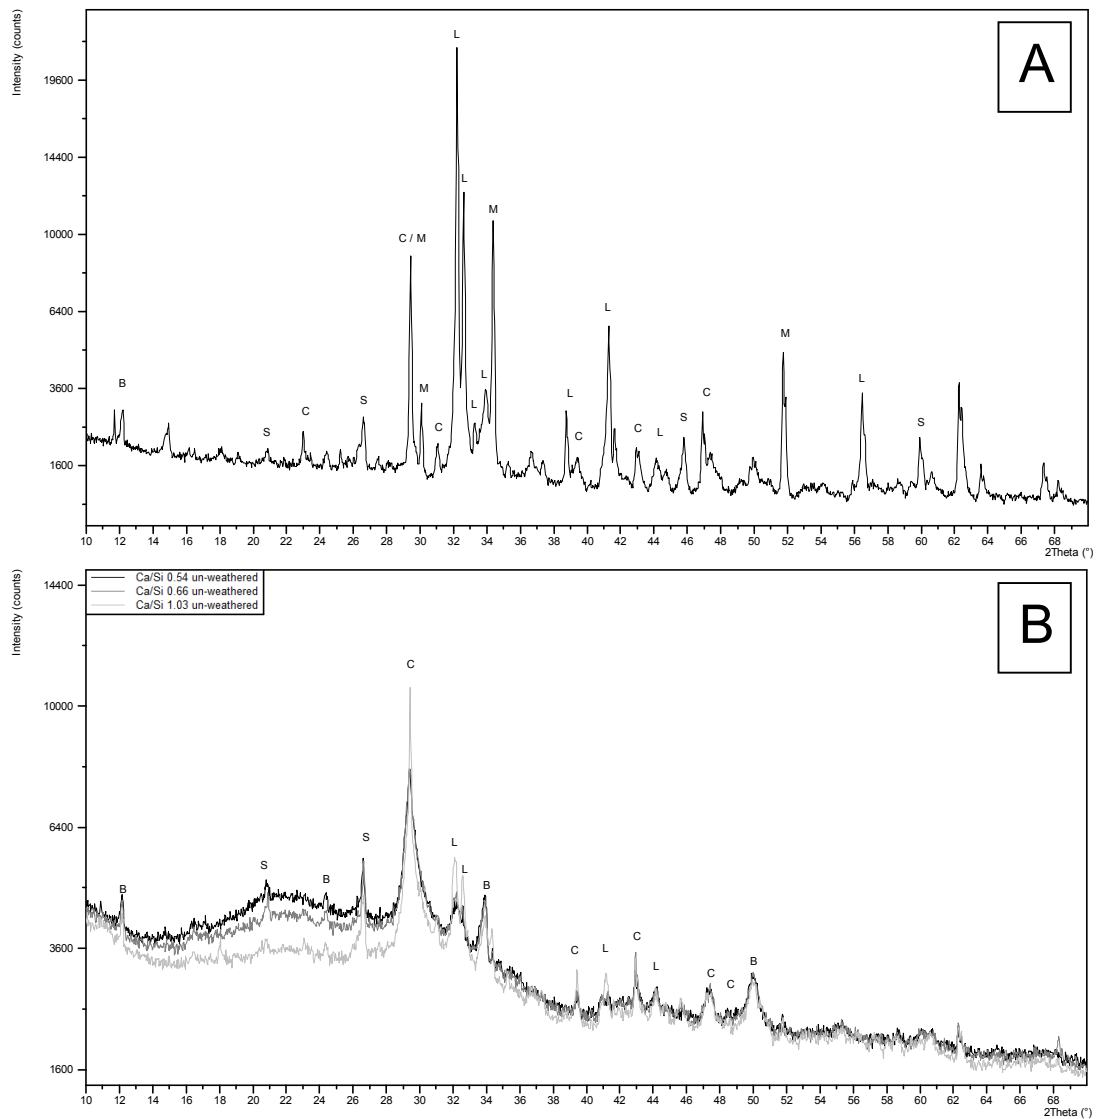 Intensity (counts)
A
19600
14400
10000
6400
3600
1600
L
L
M
C / M
M
L
L
B
S
C
S
C
L
C
L
C
L
S
C
M
L
S
10 12 14 16 18 20 22 24 26 28 30 32 34 36 38 40 42 44 46 48 50 52 54 56 58 60 62 64 66 68
2Theta (°)
Intensity (counts)
Ca/Si 0.54 un-weathered
Ca/Si 0.66 un-weathered
Ca/Si 1.03 un-weathered
B
14400
10000
6400
3600
1600
C
B
S
B
S
L
L
B
C
L
C
L
C
C
B
10 12 14 16 18 20 22 24 26 28 30 32 34 36 38 40 42 44 46 48 50 52 54 56 58 60 62 64 66 68
2Theta (°)